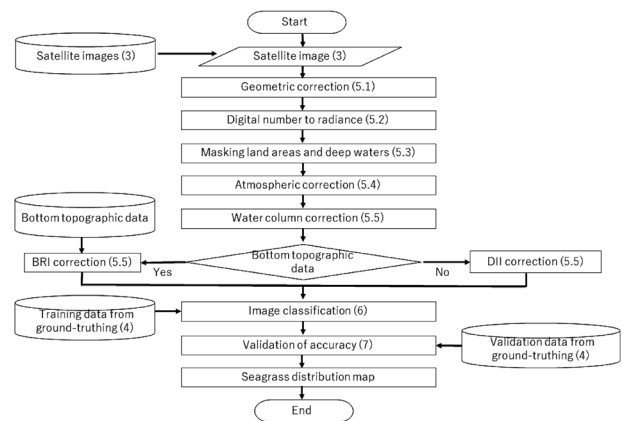 Start
Satellite images (3)
Satellite image (3)
Geometric correction (5.1)
Digital number to radiance (5.2)
Masking land areas and deep waters (5.3)
Atmospheric correction (5.4)
Bottom topographic data
Water column correction (5.5)
Bottom topographic
data
BRI correction (5.5)
Yes
No
DII correction (5.5)
Training data from
ground-truthing (4)
Image classification (6)
Validation of accuracy (7)
Validation data from
ground-truthing (4)
Seagrass distribution map
End